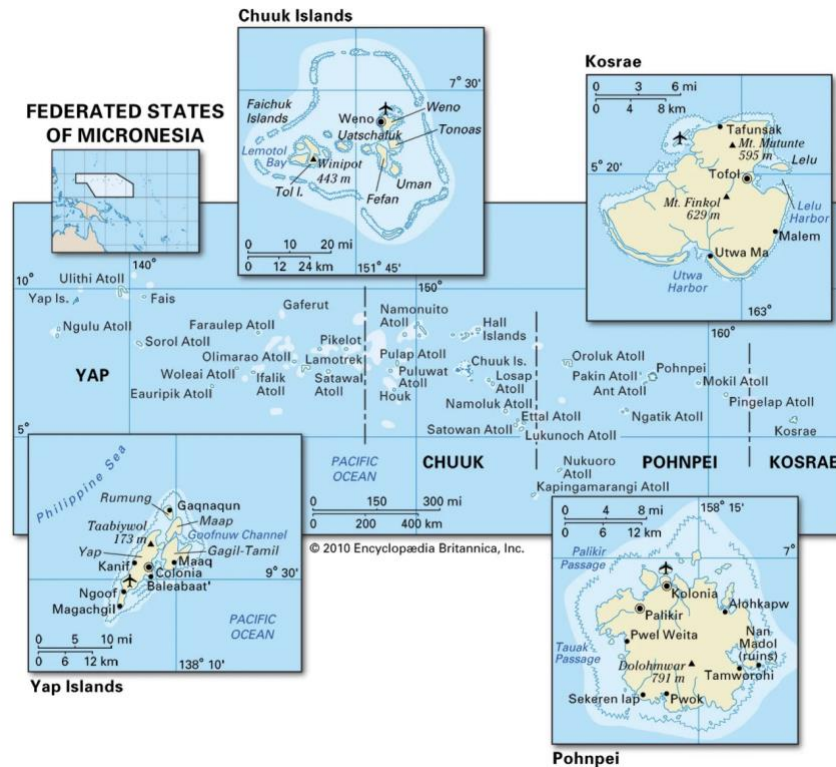 Chuuk Islands
7° 30'
Faichuk
Islands
Weno
Weno
Uatschaluk
Tonoas
Lemotol
Bay
Winipot
443 m
Tol I.
Fefan
Uman
0 10 20 mi
0 12 24 km
151° 45'
FEDERATED STATES
OF MICRONESIA
Kosrae
0 3 6 mi
0 4 8 km
Tafunsak
Mt. Mutunte
595 m
5° 20'
Lelu
Tofol
Mt. Finkol
629 m
Lelu
Harbor
Malem
Utwa Ma
Utwa
Harbor
163°
10°
140°
150°
160°
Ulithi Atoll
Yap Is.
Fais
Ngulu Atoll
Sorol Atoll
Gaferut
Faraulep Atoll
Pikelot
Olimarao Atoll
Lamotrek
Woleai Atoll
Ifalik
Atoll
Satawal
Atoll
Eauripik Atoll
YAP
Namonuito
Atoll
Hall
Islands
Pulap Atoll
Chuuk Is.
Puluwat
Atoll
Losap
Atoll
Houk
Namoluk Atoll
Ettal Atoll
Satowan Atoll
Lukunoch Atoll
Oroluk Atoll
Pakin Atoll
Pohnpei
Ant Atoll
Mokil Atoll
Ngatik Atoll
Pingelap Atoll
Kosrae
5°
PACIFIC
OCEAN
CHUUK
POHNPEI
KOSRAE
Nukuoro
Atoll
Kapingamarangi Atoll
0 150 300 mi
0 200 400 km
© 2010 Encyclopædia Britannica, Inc.
Philippine Sea
Rumung
Gaqnaqun
Taabiywol
173 m
Maap
Goofnuw Channel
Yap
Gagil-Tamil
Kanif
Maaq
Colonia
9° 30'
Ngoof
Baleabaat'
Magachgil
PACIFIC
OCEAN
0 5 10 mi
0 6 12 km
138° 10'
Yap Islands
158° 15'
0 4 8 mi
0 6 12 km
7°
Palikir
Passage
Kolonia
Palikir
Alohkapw
Pwel Weita
Nan
Madol
(ruins)
Tauak
Passage
Dolohmwar
791 m
Tamworohi
Sekeren Iap
Pwok
Pohnpei